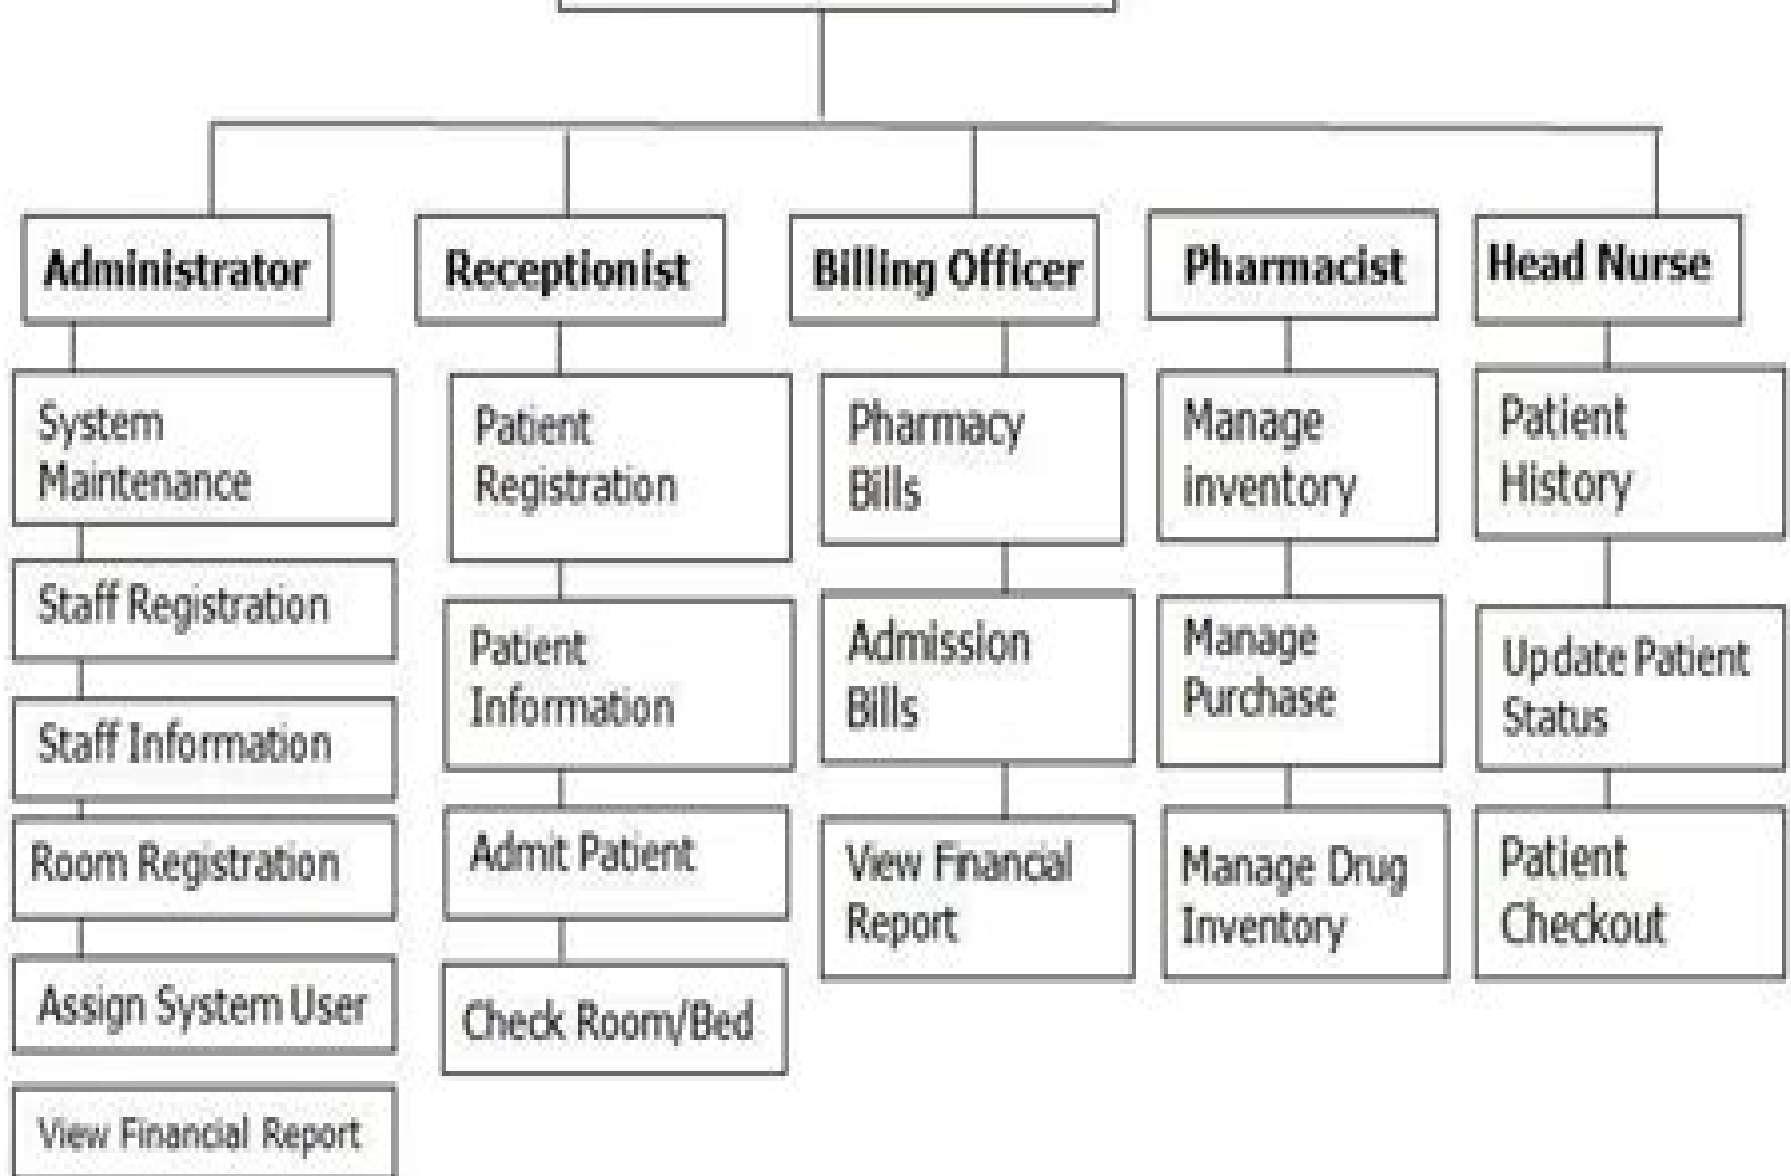 Administrator
Receptionist
Billing Officer
Pharmacist
Head Nurse
System
Maintenance
Staff Registration
Staff Information
Room Registration
Assign System User
View Financial Report
Patient
Registration
Patient
Information
Admit Patient
Check Room/Bed
Pharmacy
Bills
Admission
Bills
View Financial
Report
Manage
inventory
Manage
Purchase
Manage Drug
Inventory
Patient
History
Update Patient
Status
Patient
Checkout